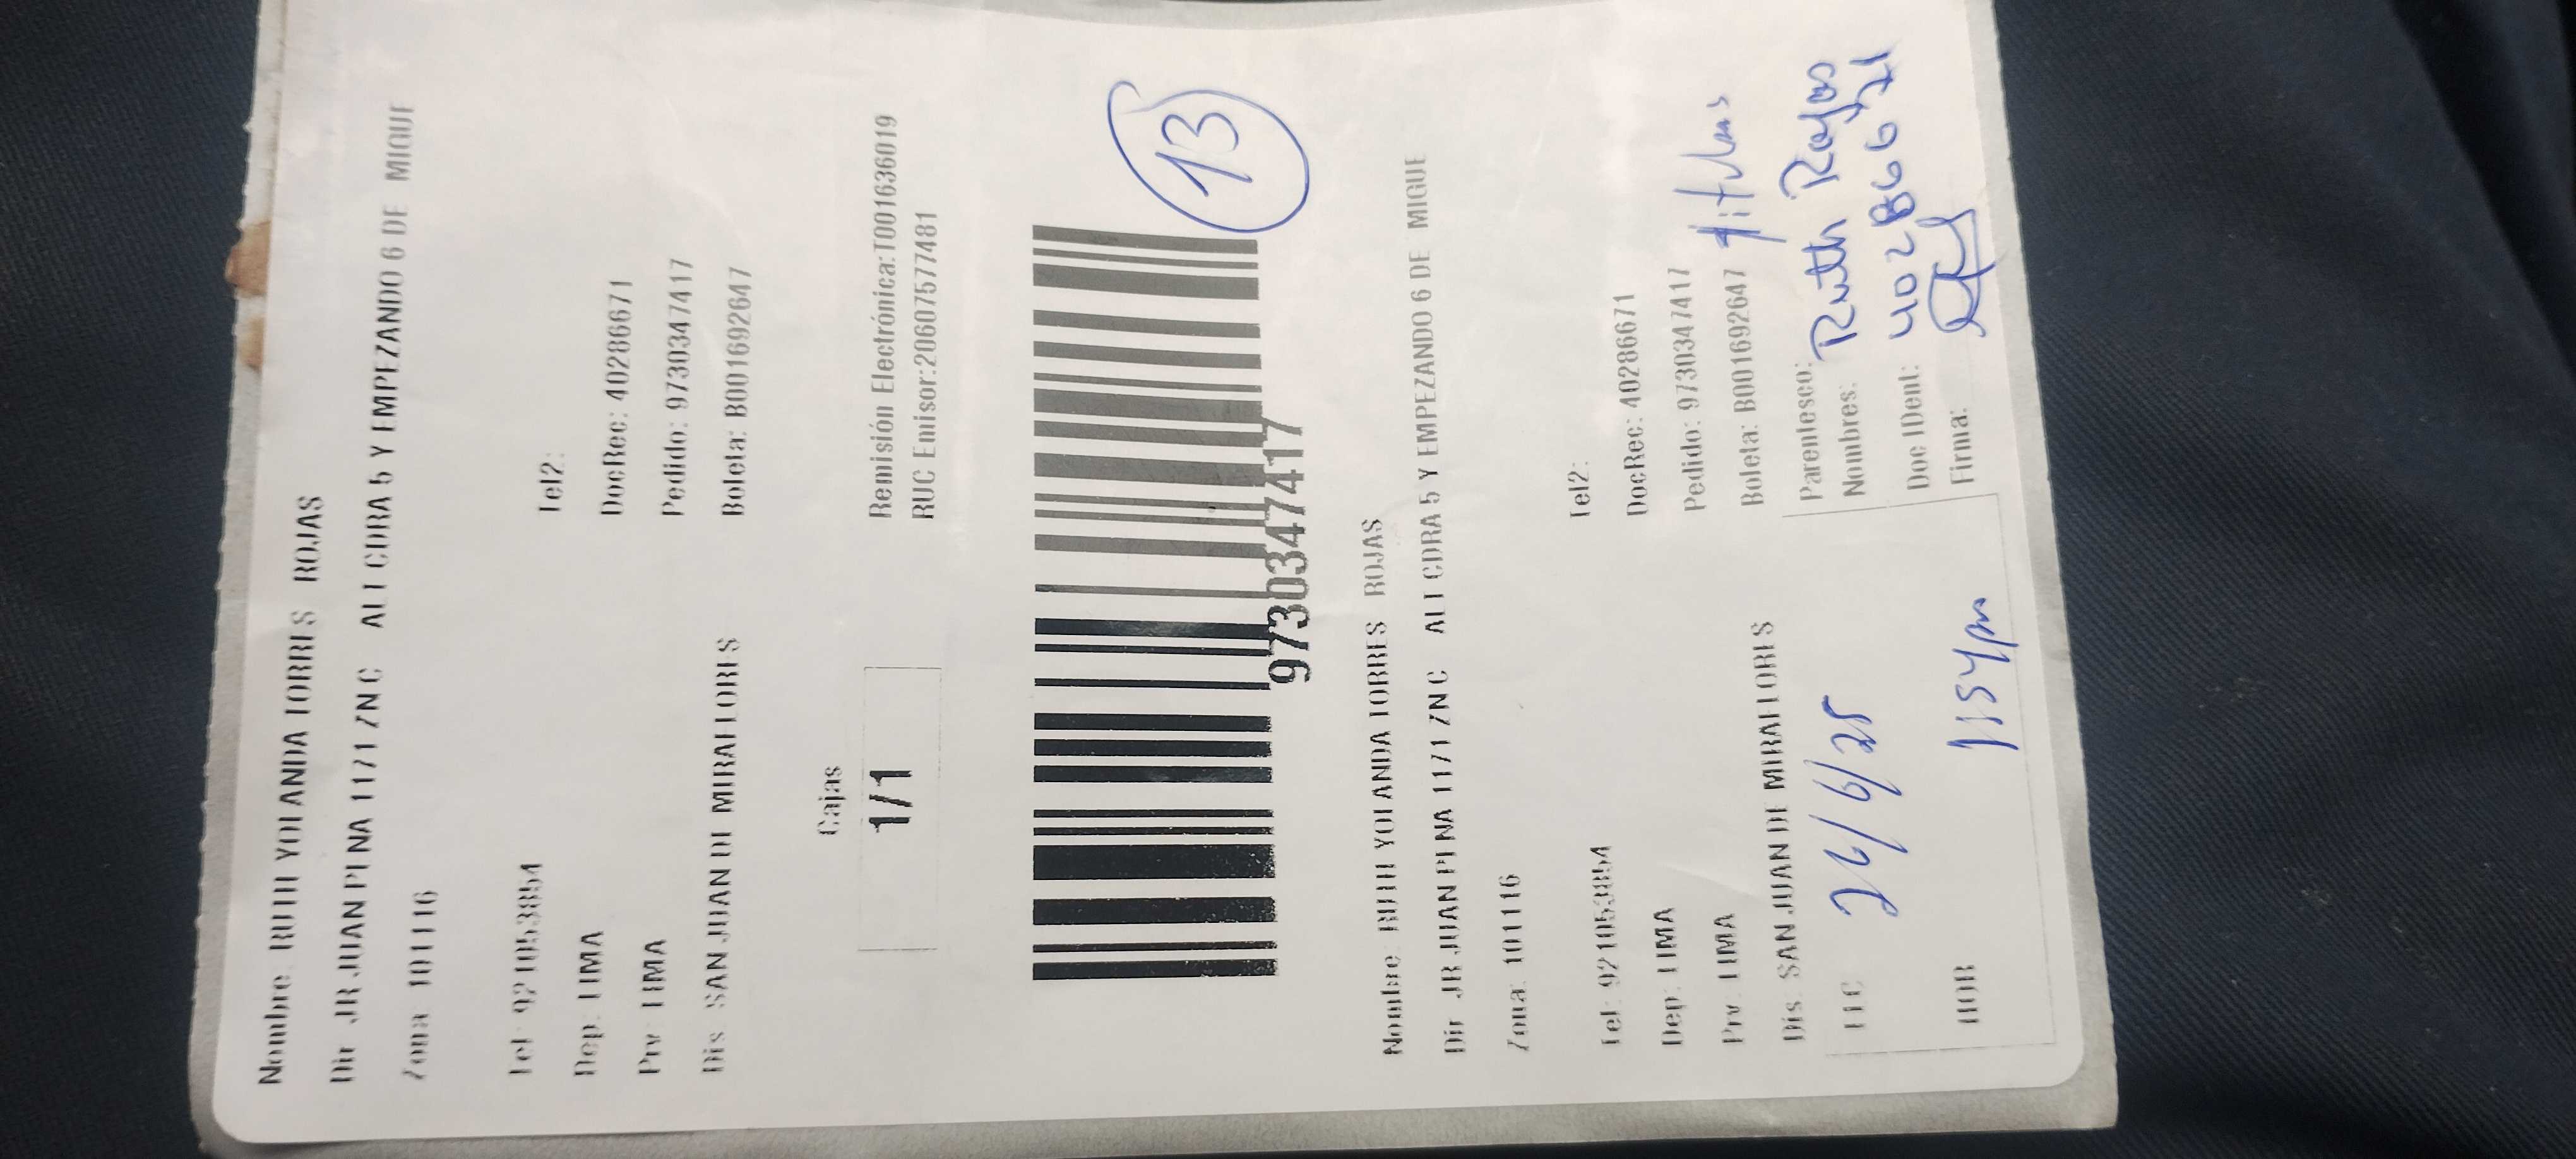 Nombre: RUTH YOLANDA TORRES ROJAS
Dir: JR JUAN PENA 1171 ZN C ALT CDRA 5 Y EMPEZANDO 6 DE MIGUE
Zona: 101116
Tel: 921053854 Tel2:
Dep: LIMA DocRec: 40286671
Prv: LIMA Pedido: 9730347417
Dis: SAN JUAN DE MIRAFLORES Boleta: B001692647
Cajas
1/1
Remisión Electrónica:T001636019
RUC Emisor:20607577481
13
9730347417
Nombre: RUTH YOLANDA TORRES ROJAS
Dir: JR JUAN PENA 1171 ZN C ALT CDRA 5 Y EMPEZANDO 6 DE MIGUE
Zona: 101116
Tel: 921053854 Tel2:
Dep: LIMA DocRec: 40286671
Prv: LIMA Pedido: 9730347417
Dis: SAN JUAN DE MIRAFLORES Boleta: B001692647
26/6/25 Parentesco:
Nombres: Ruth Rojas
Doc IDent: 40286671
HOR 1:54pm Firma: